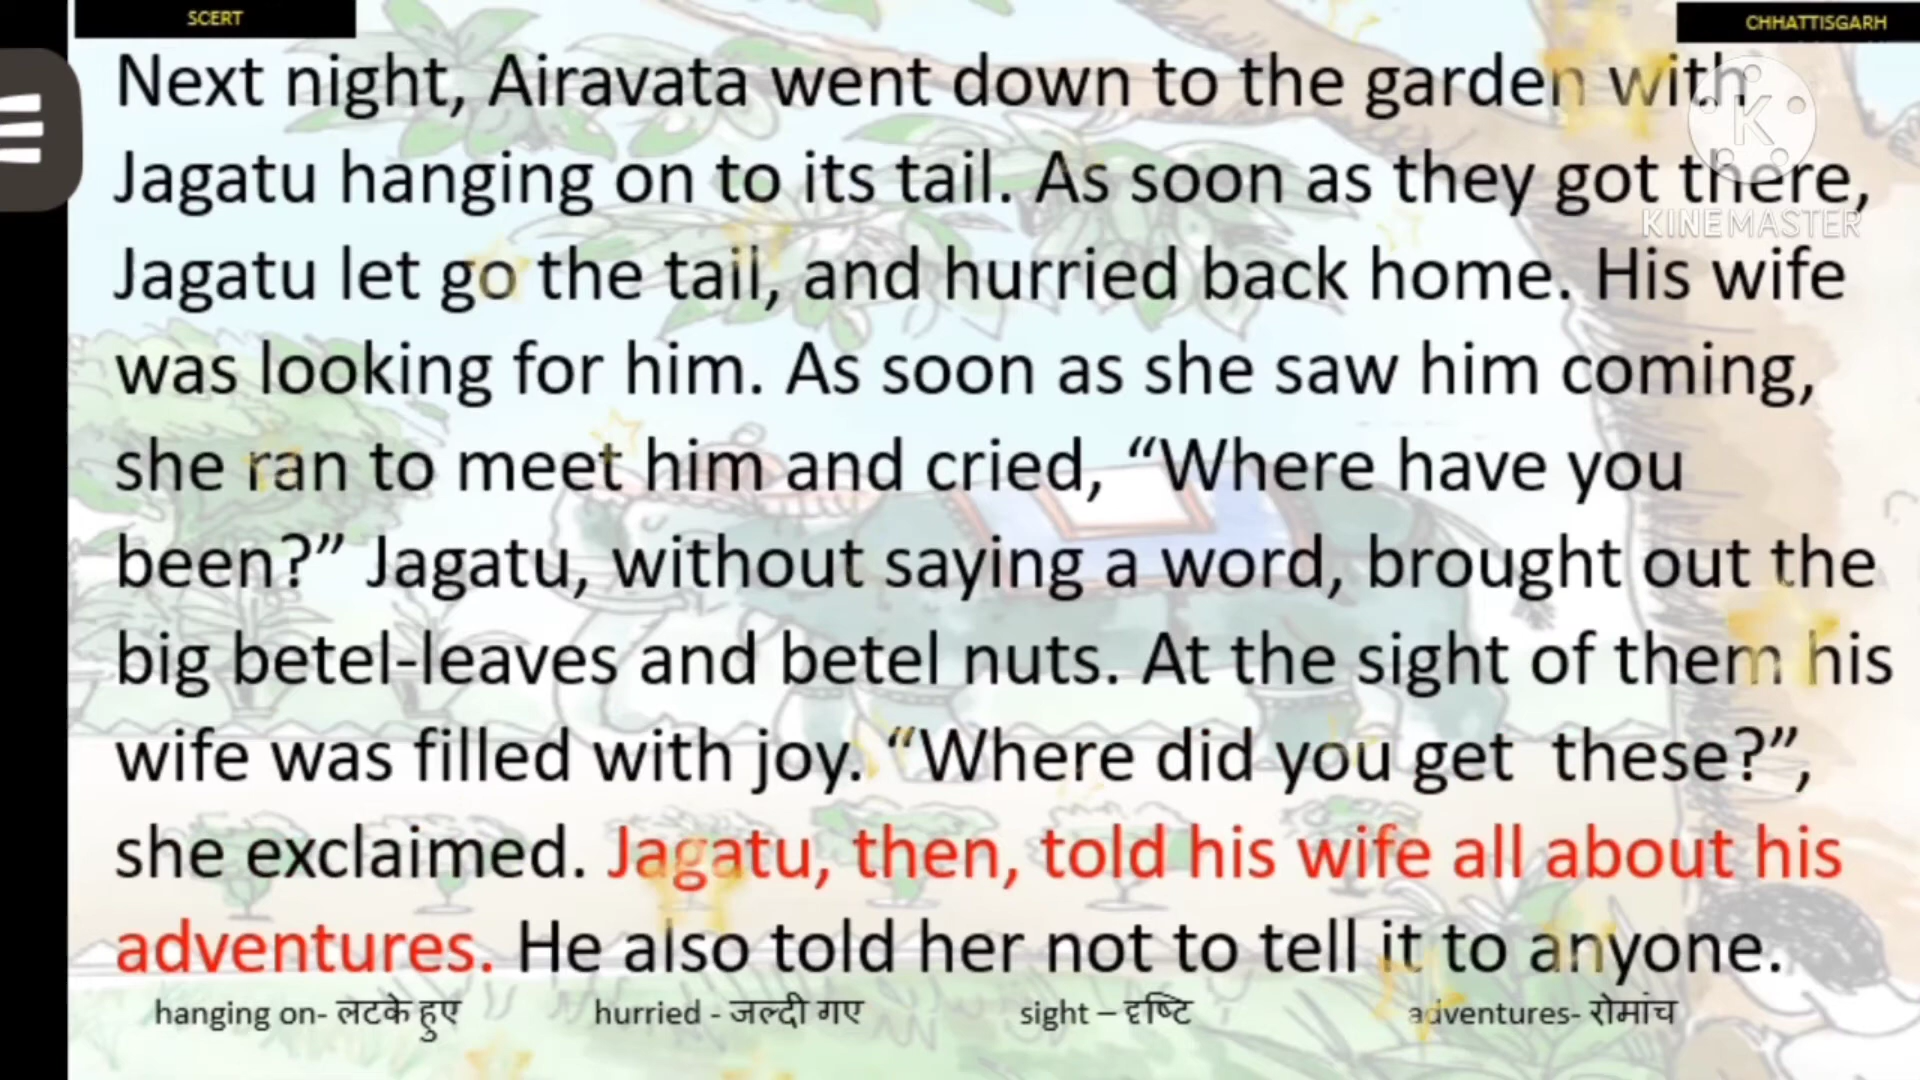 SCERT
CHHATTISGARH
Next night, Airavata went down to the garden with
Jagatu hanging on to its tail. As soon as they got there,
Jagatu let go the tail, and hurried back home. His wife
was looking for him. As soon as she saw him coming,
she ran to meet him and cried, “Where have you
been?” Jagatu, without saying a word, brought out the
big betel-leaves and betel nuts. At the sight of them his
wife was filled with joy. “Where did you get  these?”,
she exclaimed. Jagatu, then, told his wife all about his
adventures. He also told her not to tell it to anyone.
hanging on- लटके हुए hurried - जल्दी गए sight – दृष्टि adventures- रोमांच
K
KINEMASTER